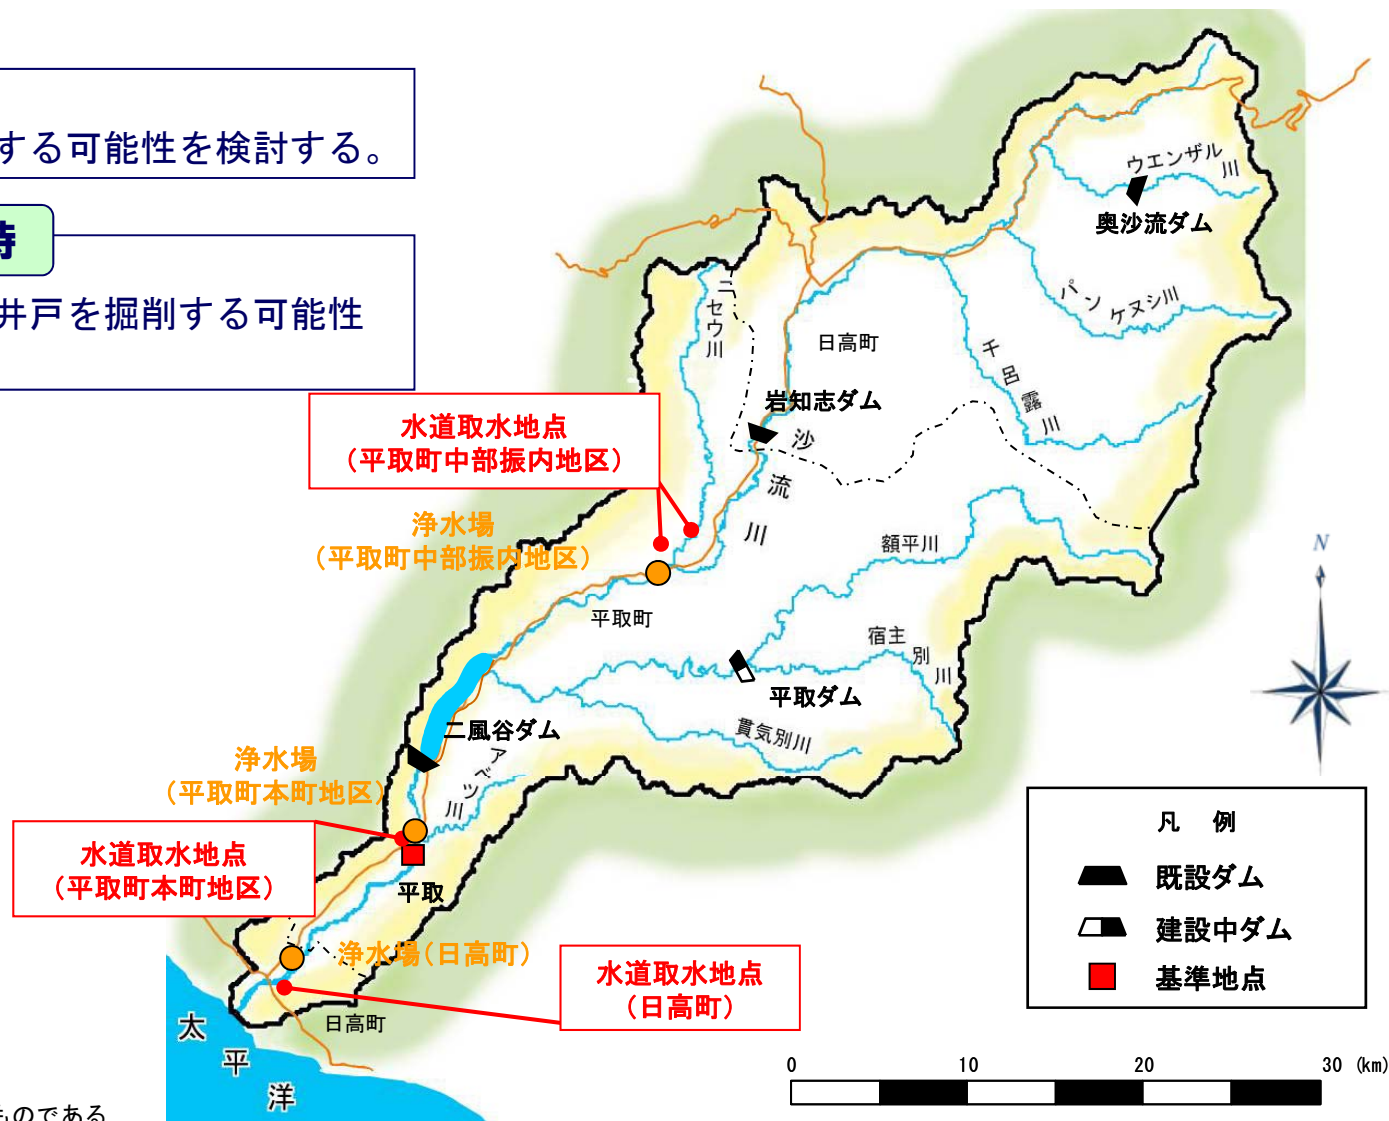 する可能性を検討する。
時
井戸を掘削する可能性
水道取水地点
（平取町中部振内地区）
浄水場
（平取町中部振内地区）
ウエンザル川
奥沙流ダム
パンケヌシ川
ニセウ川
日高町
千呂露川
岩知志ダム
沙流川
額平川
平取町
宿主別川
平取ダム
貫気別川
二風谷ダム
アベツ川
浄水場
（平取町本町地区）
水道取水地点
（平取町本町地区）
平取
浄水場（日高町）
水道取水地点
（日高町）
日高町
太平洋
N
凡 例
既設ダム
建設中ダム
基準地点
0 10 20 30 (km)
ものである